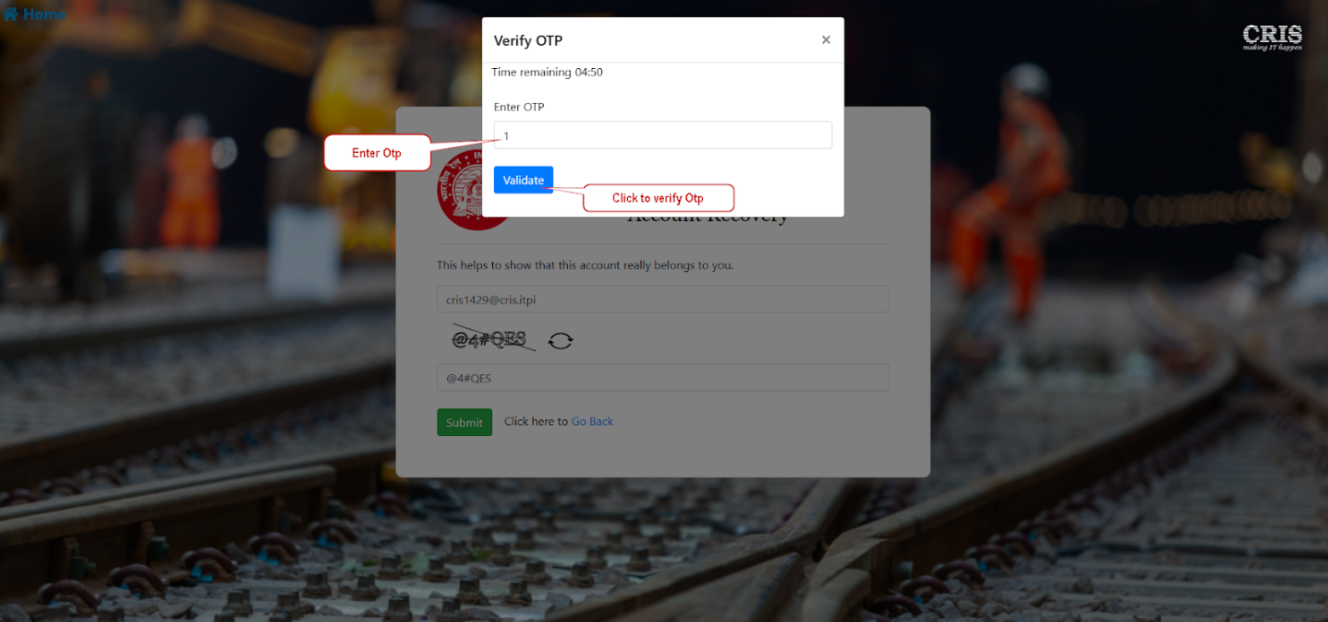 Home
CRIS
making IT happen
Verify OTP
×
Time remaining 04:50
Enter OTP
1
Enter Otp
Validate
Click to verify Otp
Account Recovery
This helps to show that this account really belongs to you.
cris1429@cris.itpi
@4#QES
@4#QES
Submit Click here to Go Back